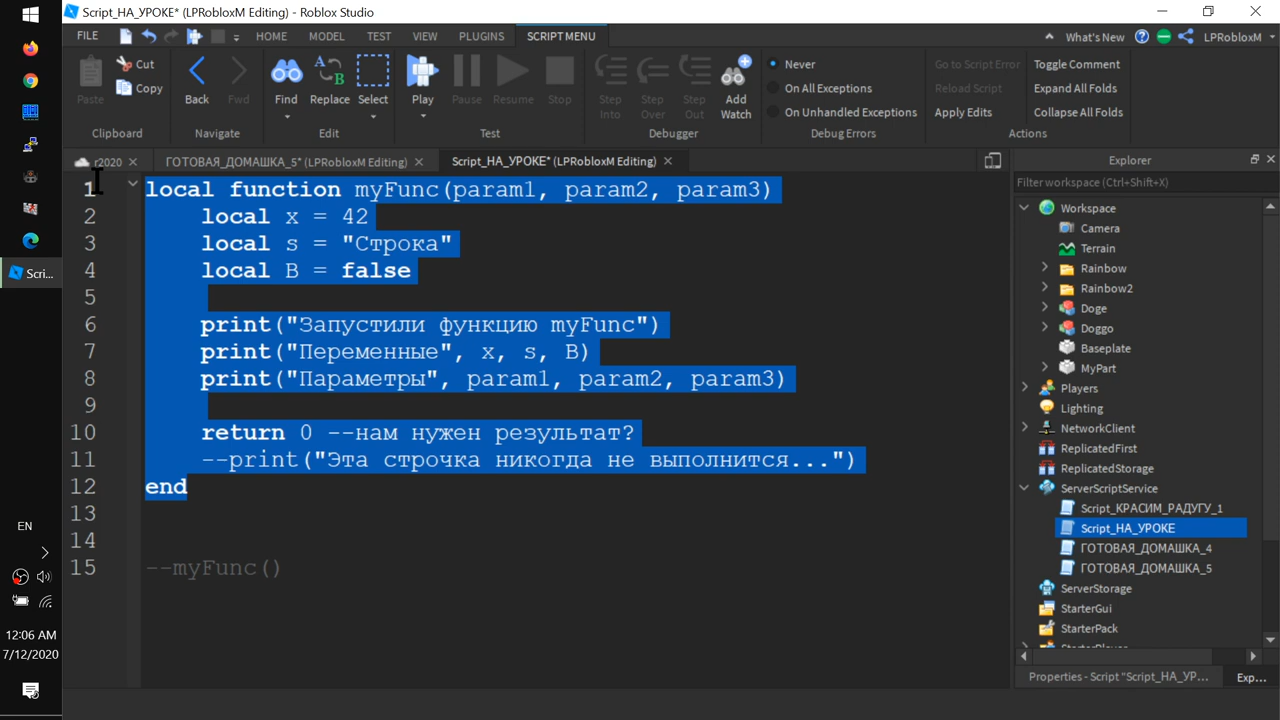 Script_НА_УРОКЕ* (LPRobloxM Editing) - Roblox Studio
FILE HOME MODEL TEST VIEW PLUGINS SCRIPT MENU What's New LPRobloxM
Paste Cut Copy Back Fwd Find Replace Select Play Pause Resume Stop Step Into Step Over Step Out Add Watch
Never
On All Exceptions
On Unhandled Exceptions
Go to Script Error
Reload Script
Apply Edits
Toggle Comment
Expand All Folds
Collapse All Folds
Clipboard Navigate Edit Test Debugger Debug Errors Actions
r2020 ГОТОВАЯ_ДОМАШКА_5* (LPRobloxM Editing) Script_НА_УРОКЕ* (LPRobloxM Editing)
1 local function myFunc(param1, param2, param3)
2 local x = 42
3 local s = "Строка"
4 local B = false
5
6 print("Запустили функцию myFunc")
7 print("Переменные", x, s, B)
8 print("Параметры", param1, param2, param3)
9
10 return 0 --нам нужен результат?
11 --print("Эта строчка никогда не выполнится...")
12 end
13
14
15 --myFunc()
Explorer
Filter workspace (Ctrl+Shift+X)
Workspace
Camera
Terrain
Rainbow
Rainbow2
Doge
Doggo
Baseplate
MyPart
Players
Lighting
NetworkClient
ReplicatedFirst
ReplicatedStorage
ServerScriptService
Script_КРАСИМ_РАДУГУ_1
Script_НА_УРОКЕ
ГОТОВАЯ_ДОМАШКА_4
ГОТОВАЯ_ДОМАШКА_5
ServerStorage
StarterGui
StarterPack
StarterPlayer
Properties - Script "Script_НА_УР... Exp...
Scri...
EN
12:06 AM
7/12/2020